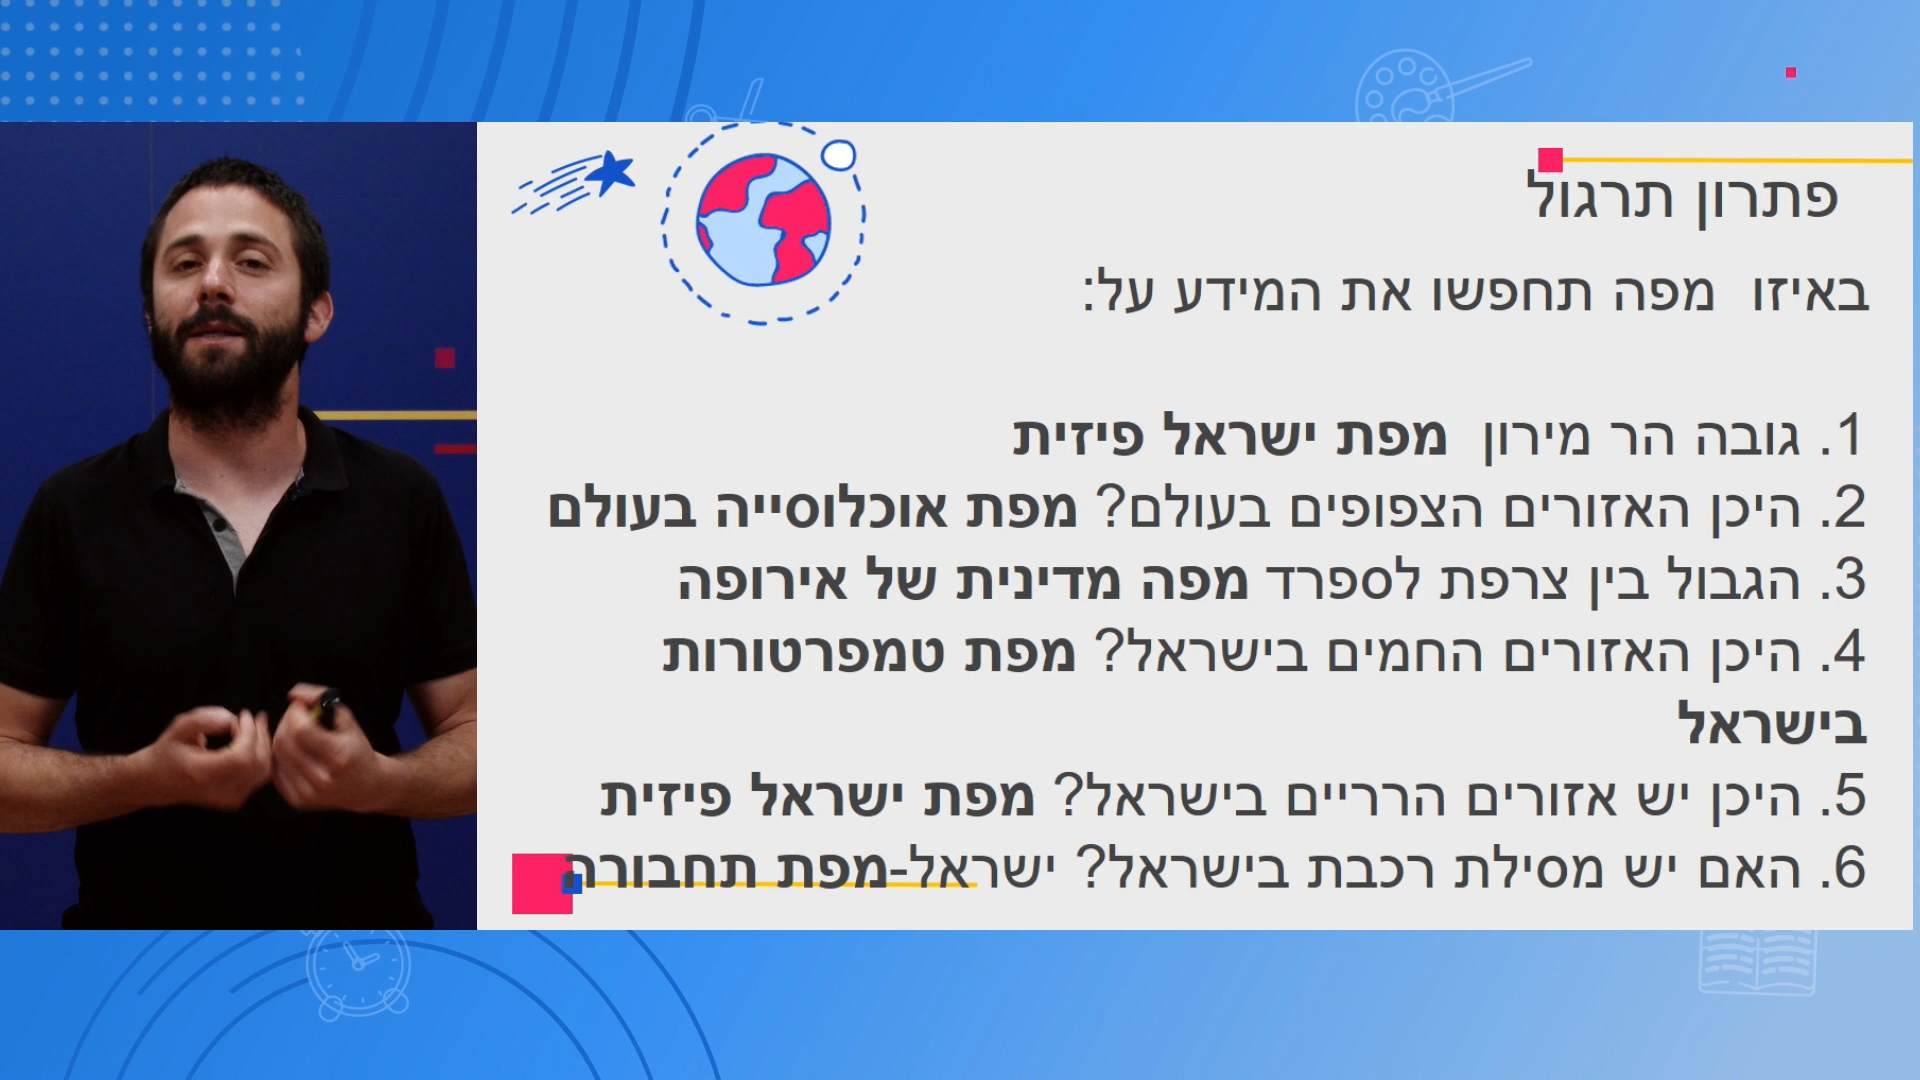 פתרון תרגול
באיזו מפה תחפשו את המידע על:
1. גובה הר מירון מפת ישראל פיזית
2. היכן האזורים הצפופים בעולם? מפת אוכלוסייה בעולם
3. הגבול בין צרפת לספרד מפה מדינית של אירופה
4. היכן האזורים החמים בישראל? מפת טמפרטורות
בישראל
5. היכן יש אזורים הרריים בישראל? מפת ישראל פיזית
6. האם יש מסילת רכבת בישראל? ישראל-מפת תחבורה